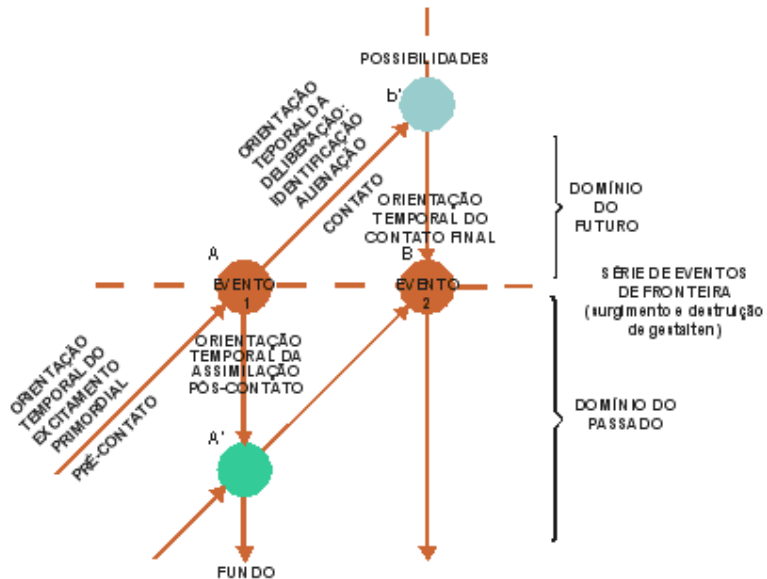 POSSIBILIDADES
b'
ORIENTAÇÃO
TEPORAL DA
DELIBERAÇÃO:
IDENTIFICAÇÃO
ALIENAÇÃO
CONTATO
ORIENTAÇÃO
TEMPORAL DO
CONTATO FINAL
DOMÍNIO
DO
FUTURO
A
EVENTO
1
B
EVENTO
2
SÉRIE DE EVENTOS
DE FRONTEIRA
(surgimento e destruição
de gestalten)
ORIENTAÇÃO
TEMPORAL DO
EXCITAMENTO
PRIMORDIAL
PRÉ-CONTATO
ORIENTAÇÃO
TEMPORAL DA
ASSIMILAÇÃO
PÓS-CONTATO
A'
DOMÍNIO DO
PASSADO
FUNDO